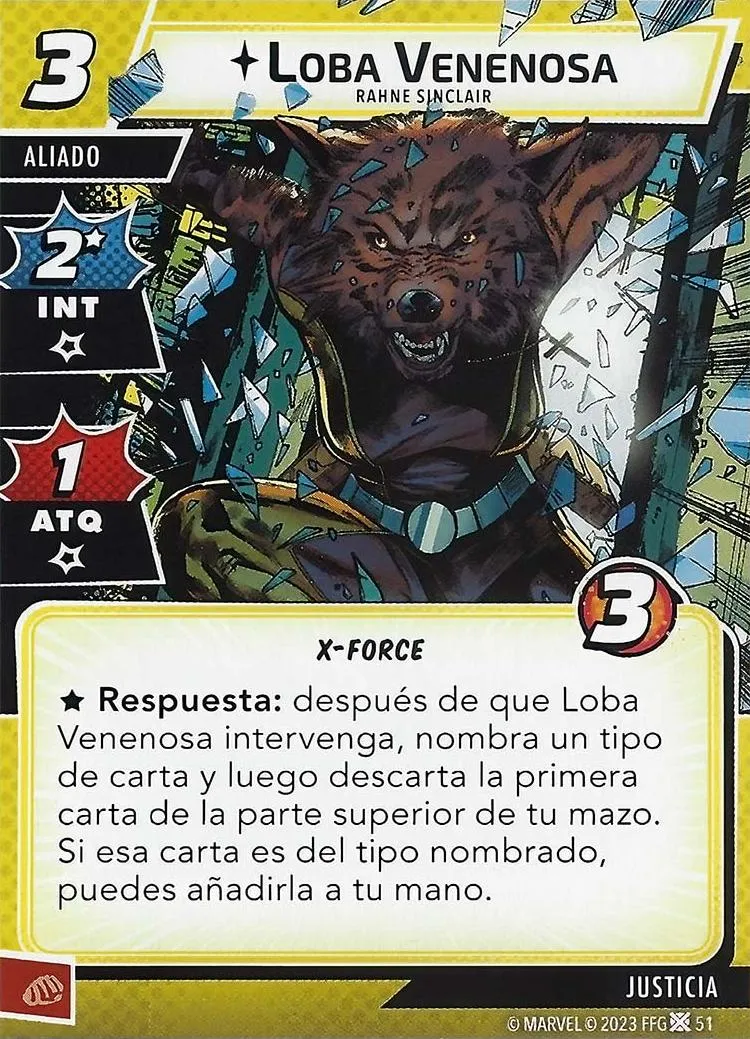 3
LOBA VENENOSA
RAHNE SINCLAIR
ALIADO
2
INT
1
ATQ
3
X-FORCE
★ Respuesta: después de que Loba
Venenosa intervenga, nombra un tipo
de carta y luego descarta la primera
carta de la parte superior de tu mazo.
Si esa carta es del tipo nombrado,
puedes añadirla a tu mano.
JUSTICIA
© MARVEL © 2023 FFG 51